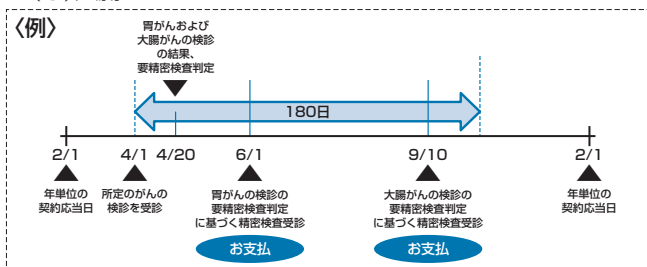 〈例〉
胃がんおよび
大腸がんの検診
の結果、
要精密検査判定
180日
2/1
4/1
4/20
6/1
9/10
2/1
年単位の
契約応当日
所定のがんの
検診を受診
胃がんの検診の
要精密検査判定
に基づく精密検査受診
お支払
大腸がんの検診の
要精密検査判定
に基づく精密検査受診
お支払
年単位の
契約応当日